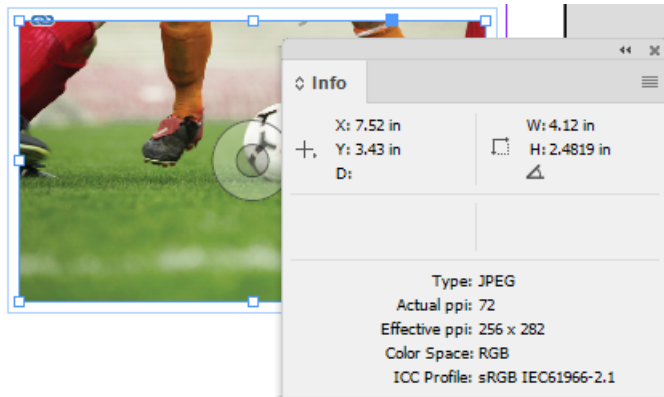 Info
X: 7.52 in
Y: 3.43 in
D:
W: 4.12 in
H: 2.4819 in
Type: JPEG
Actual ppi: 72
Effective ppi: 256 x 282
Color Space: RGB
ICC Profile: sRGB IEC61966-2.1